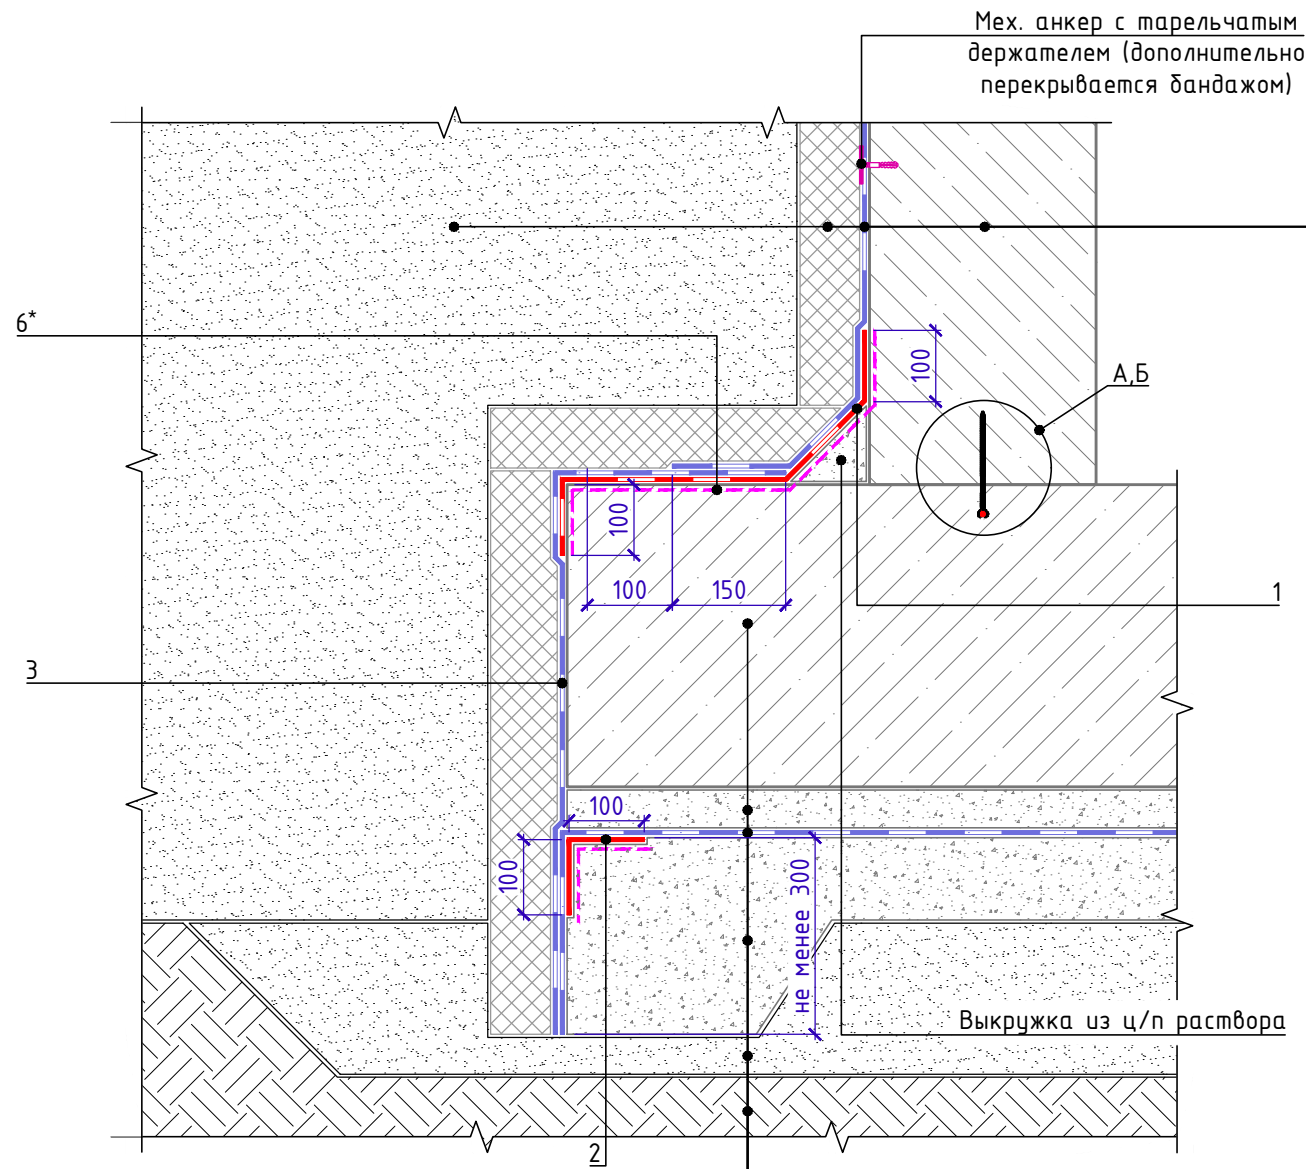 Мех. анкер с тарельчатым
держателем (дополнительно
перекрывается бандажом)
6*
100
А,Б
100
100
150
1
3
100
100
не менее 300
Выкружка из ц/п раствора
2